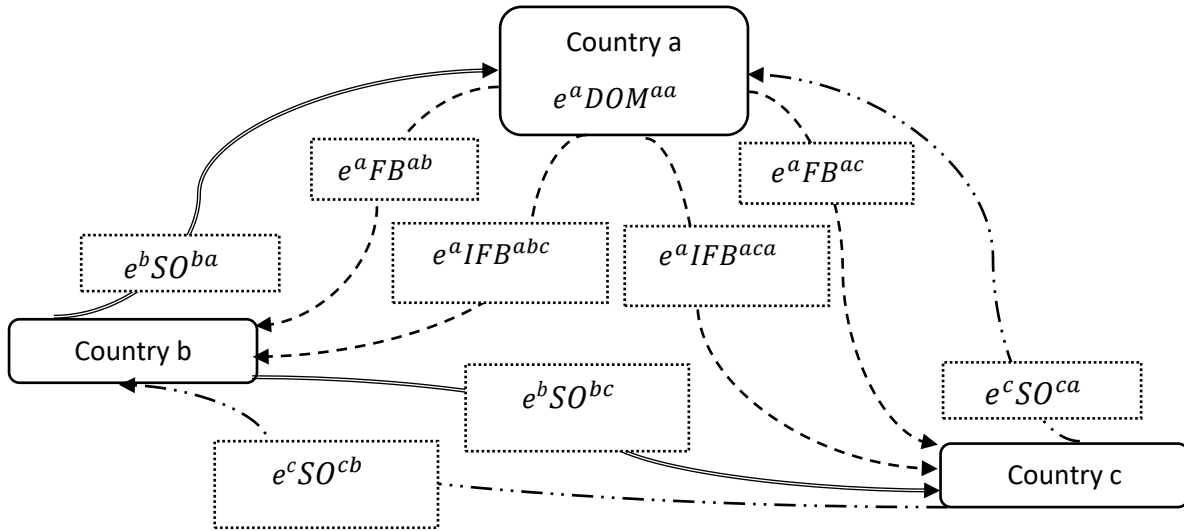 Country a
e^a DOM^aa
e^a FB^ab
e^a FB^ac
e^a IFB^abc
e^a IFB^aca
e^b SO^ba
Country b
e^b SO^bc
e^c SO^ca
e^c SO^cb
Country c